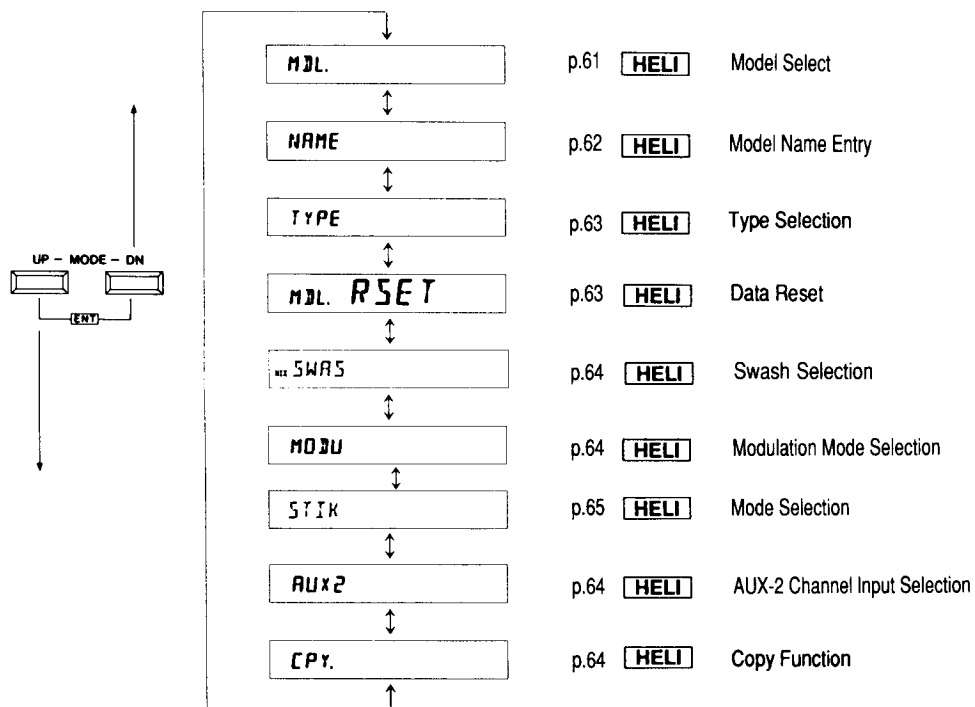 MDL. p.61 HELI Model Select
NAME p.62 HELI Model Name Entry
TYPE p.63 HELI Type Selection
UP - MODE - DN
ENT
MDL. RSET p.63 HELI Data Reset
MIX SWAS p.64 HELI Swash Selection
MODU p.64 HELI Modulation Mode Selection
STIK p.65 HELI Mode Selection
AUX2 p.64 HELI AUX-2 Channel Input Selection
CPY. p.64 HELI Copy Function